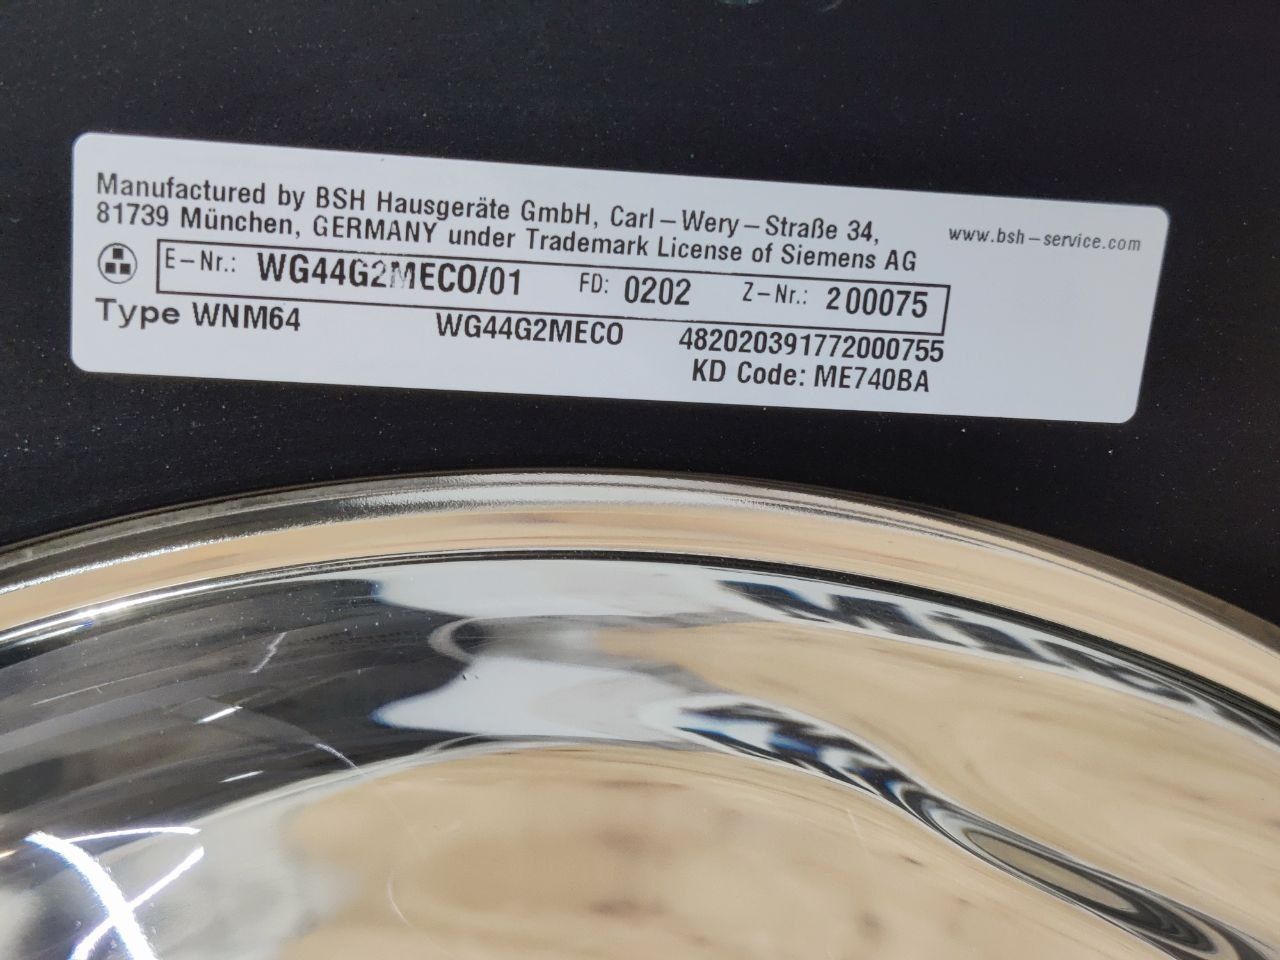 Manufactured by BSH Hausgeräte GmbH, Carl–Wery–Straße 34,
81739 München, GERMANY under Trademark License of Siemens AG
www.bsh–service.com
E–Nr.: WG44G2MECO/01 FD: 0202 Z–Nr.: 200075
Type WNM64 WG44G2MECO 482020391772000755
KD Code: ME740BA